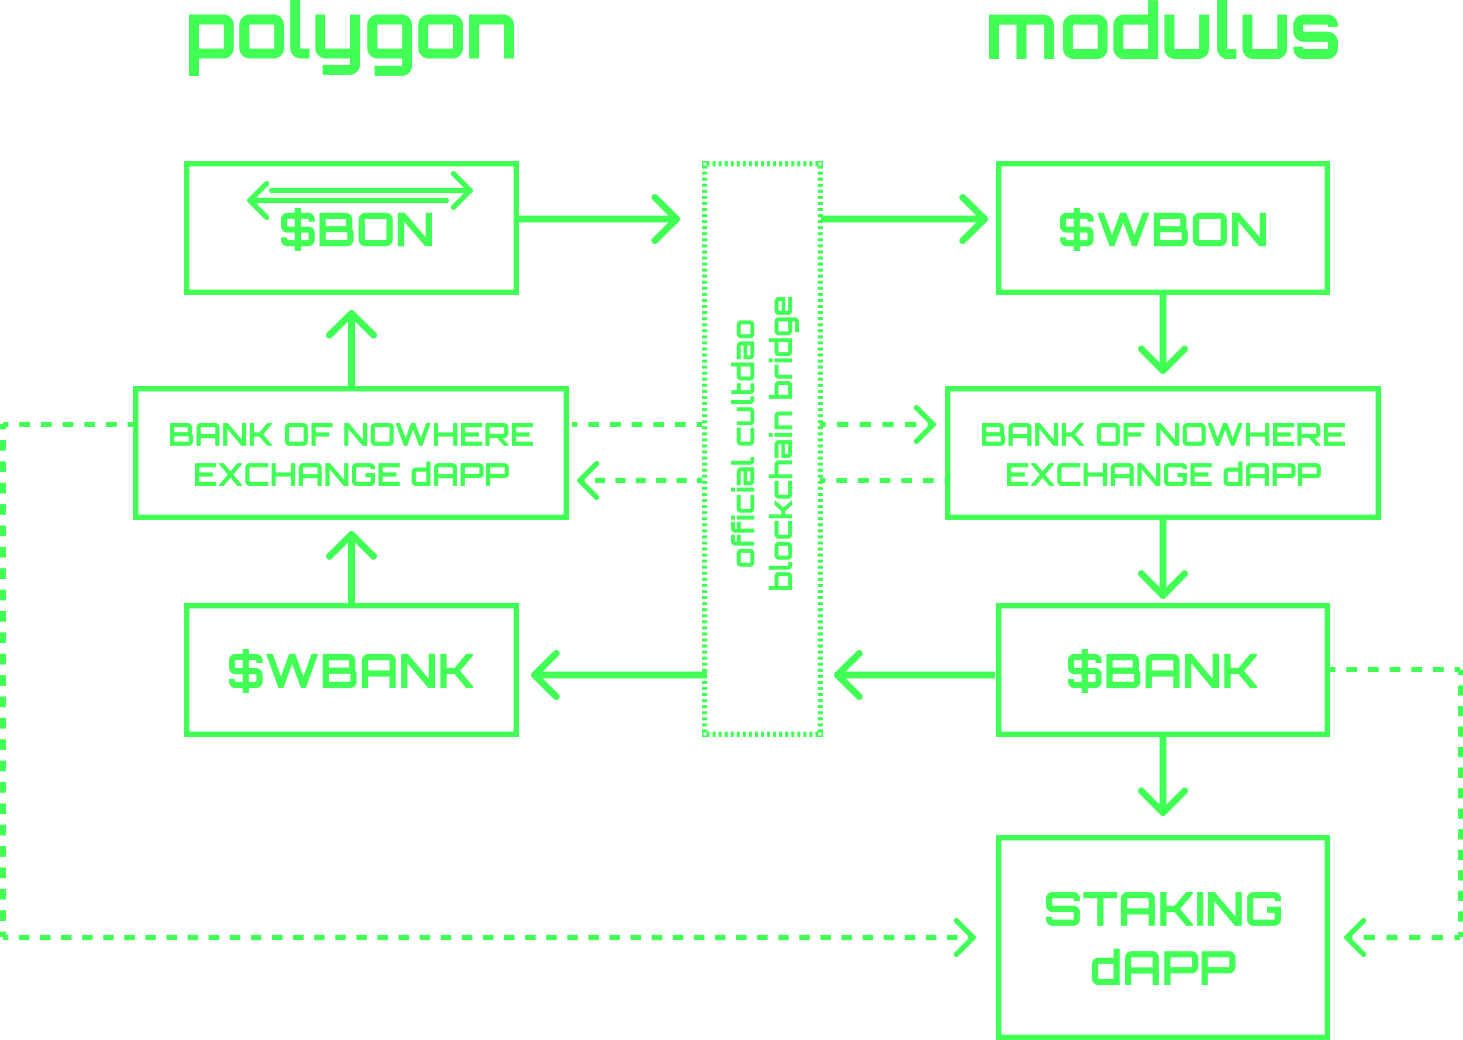 polygon
modulus
$BON
$WBON
official cultdao
blockchain bridge
BANK OF NOWHERE
EXCHANGE dAPP
BANK OF NOWHERE
EXCHANGE dAPP
$WBANK
$BANK
STAKING
dAPP